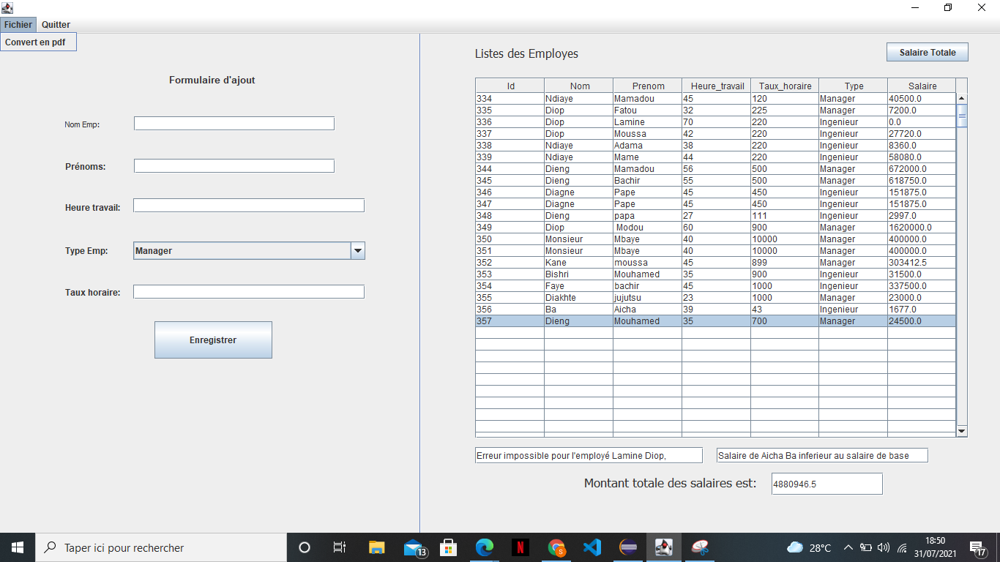 Fichier Quitter
Convert en pdf
Formulaire d'ajout
Nom Emp:
Prénoms:
Heure travail:
Type Emp: Manager
Taux horaire:
Enregistrer
Listes des Employes Salaire Totale
Id Nom Prenom Heure_travail Taux_horaire Type Salaire
334 Ndiaye Mamadou 45 120 Manager 40500.0
335 Diop Fatou 32 225 Manager 7200.0
336 Diop Lamine 70 220 Ingenieur 0.0
337 Diop Moussa 42 220 Ingenieur 27720.0
338 Ndiaye Adama 38 220 Ingenieur 8360.0
339 Ndiaye Mame 44 220 Ingenieur 58080.0
344 Dieng Mamadou 56 500 Manager 672000.0
345 Dieng Bachir 55 500 Manager 618750.0
346 Diagne Pape 45 450 Ingenieur 151875.0
347 Diagne Pape 45 450 Ingenieur 151875.0
348 Dieng papa 27 111 Ingenieur 2997.0
349 Diop Modou 60 900 Manager 1620000.0
350 Monsieur Mbaye 40 10000 Manager 400000.0
351 Monsieur Mbaye 40 10000 Manager 400000.0
352 Kane moussa 45 899 Manager 303412.5
353 Bishri Mouhamed 35 900 Ingenieur 31500.0
354 Faye bachir 45 1000 Ingenieur 337500.0
355 Diakhte jujutsu 23 1000 Manager 23000.0
356 Ba Aicha 39 43 Ingenieur 1677.0
357 Dieng Mouhamed 35 700 Manager 24500.0
Erreur impossible pour l'employé Lamine Diop, Salaire de Aicha Ba inferieur au salaire de base
Montant totale des salaires est: 4880946.5
Taper ici pour rechercher 13 N S 28°C 18:50 17
31/07/2021